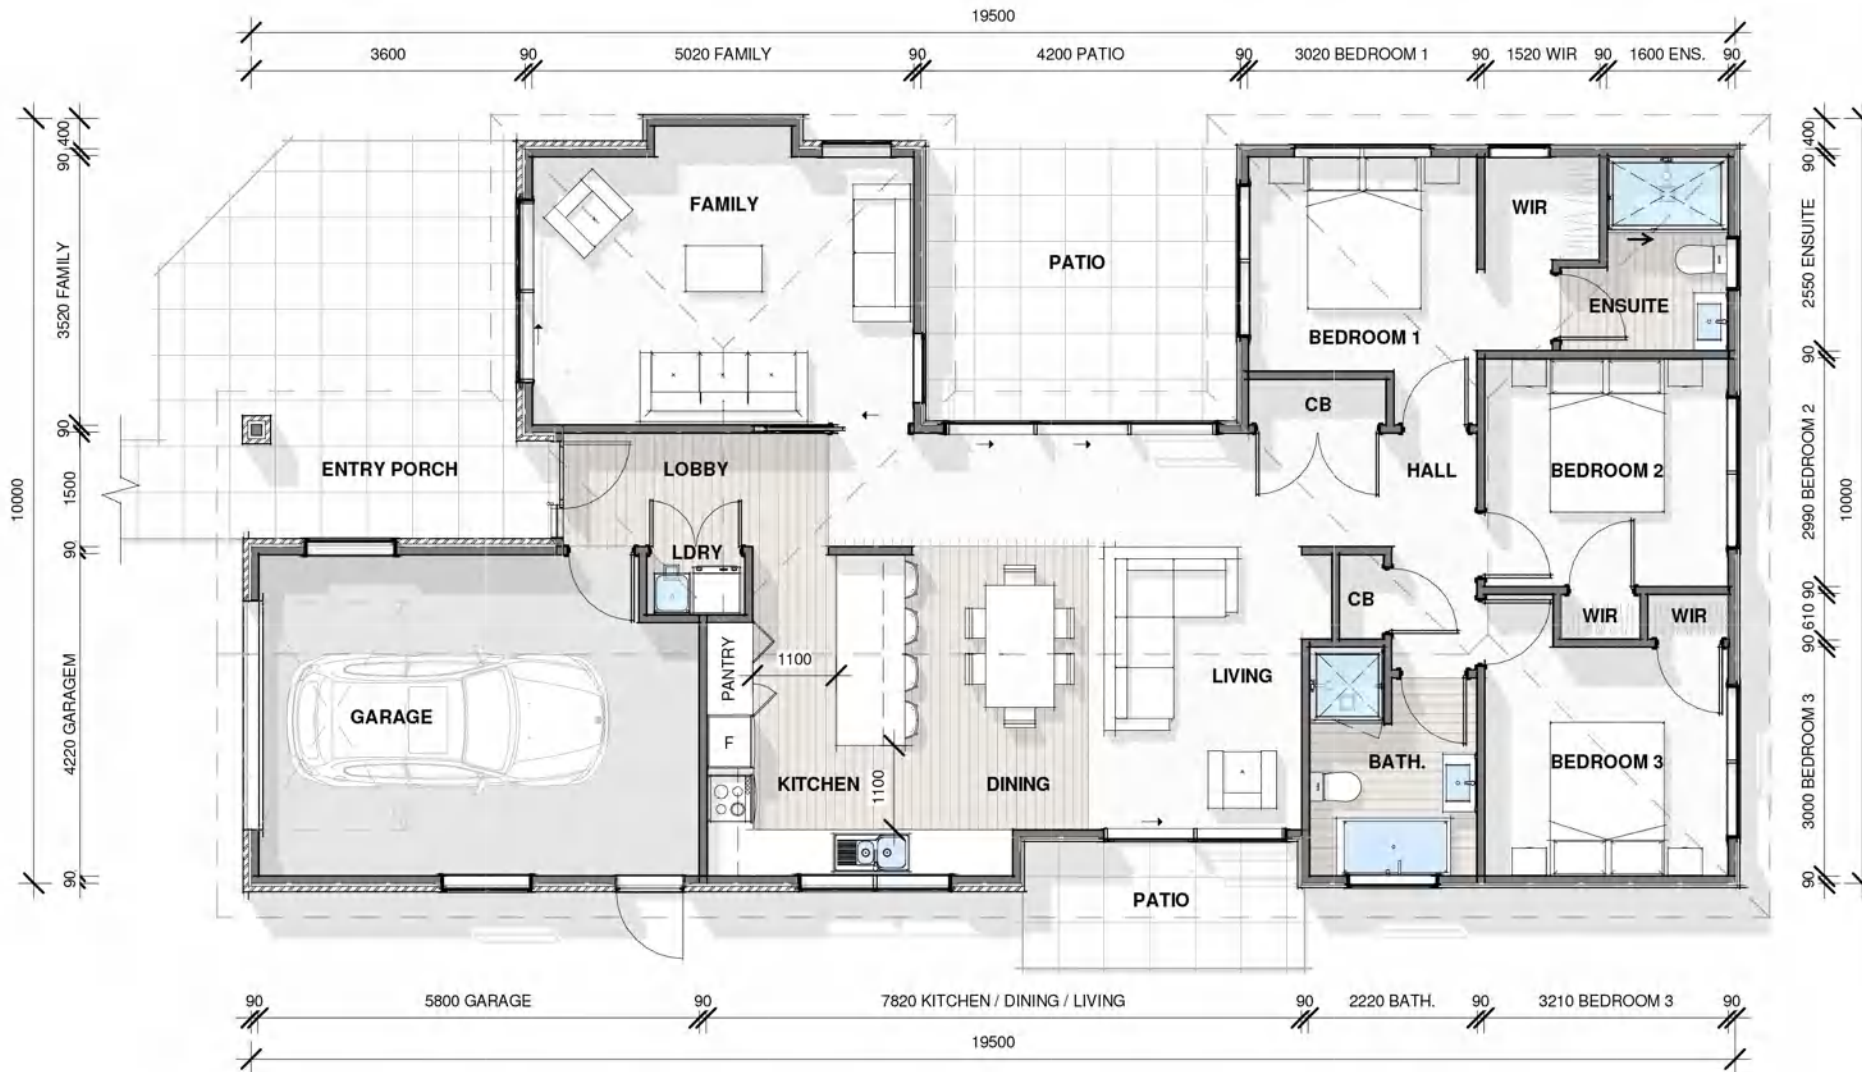 19500
3600
90
5020 FAMILY
90
4200 PATIO
90
3020 BEDROOM 1
90
1520 WIR
90
1600 ENS.
90
10000
400
90
3520 FAMILY
90
1500
90
4220 GARAGEM
90
400
90
2550 ENSUITE
90
2990 BEDROOM 2
90
610
90
3000 BEDROOM 3
90
10000
FAMILY
PATIO
WIR
BEDROOM 1
ENSUITE
CB
ENTRY PORCH
LOBBY
HALL
BEDROOM 2
LDRY
CB
WIR
WIR
PANTRY
1100
LIVING
GARAGE
F
KITCHEN
1100
DINING
BATH.
BEDROOM 3
PATIO
90
5800 GARAGE
90
7820 KITCHEN / DINING / LIVING
90
2220 BATH.
90
3210 BEDROOM 3
90
19500